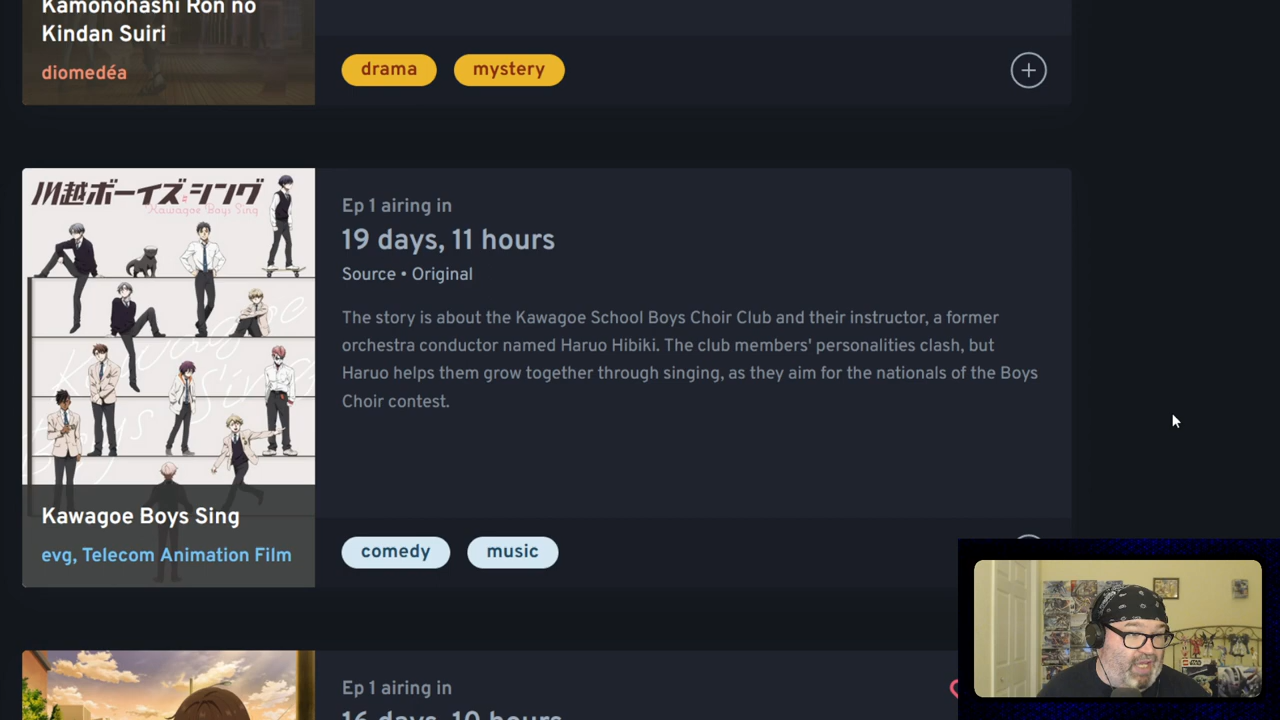 Kamonohashi Ron no
Kindan Suiri
diomedéa
drama
mystery
川越ボーイズ・シング
Kawagoe Boys Sing
Ep 1 airing in
19 days, 11 hours
Source • Original
The story is about the Kawagoe School Boys Choir Club and their instructor, a former
orchestra conductor named Haruo Hibiki. The club members' personalities clash, but
Haruo helps them grow together through singing, as they aim for the nationals of the Boys
Choir contest.
Kawagoe Boys Sing
evg, Telecom Animation Film
comedy
music
Ep 1 airing in
16 days, 10 hours